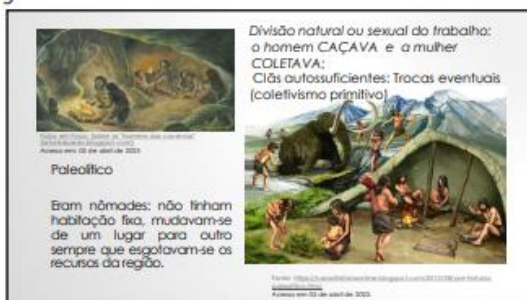 Divisão natural ou sexual do trabalho:
o homem CAÇAVA e a mulher
COLETAVA;
Clãs autossuficientes: Trocas eventuais
(coletivismo primitivo)
Acesso em: 03 de abril de 2023.
Paleolítico
Eram nômades: não tinham
habitação fixa, mudavam-se
de um lugar para outro
sempre que esgotavam-se os
recursos da região.
Acesso em: 03 de abril de 2023.